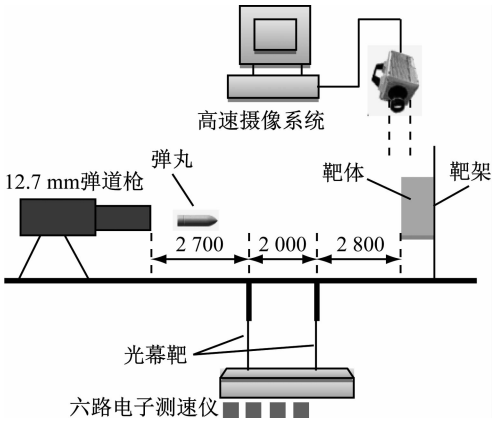 高速摄像系统
弹丸
12.7 mm弹道枪
靶体
靶架
2 700
2 000
2 800
光幕靶
六路电子测速仪